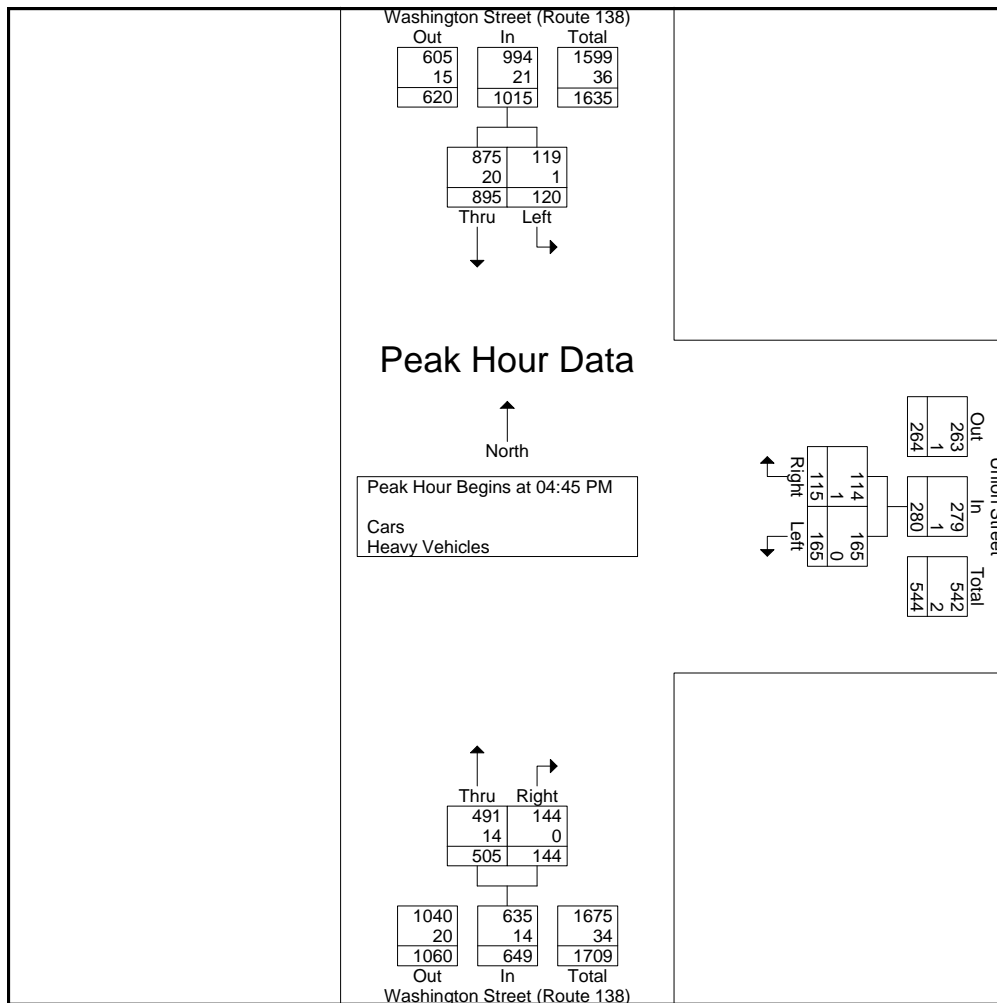 Washington Street (Route 138)
Out In Total
605 994 1599
15 21 36
620 1015 1635
875 119
20 1
895 120
Thru Left
Peak Hour Data
North
Peak Hour Begins at 04:45 PM
Cars
Heavy Vehicles
Union Street
Out In Total
263 279 542
1 1 2
264 280 544
114 165
1 0
115 165
Right Left
Thru Right
491 144
14 0
505 144
1040 635 1675
20 14 34
1060 649 1709
Out In Total
Washington Street (Route 138)